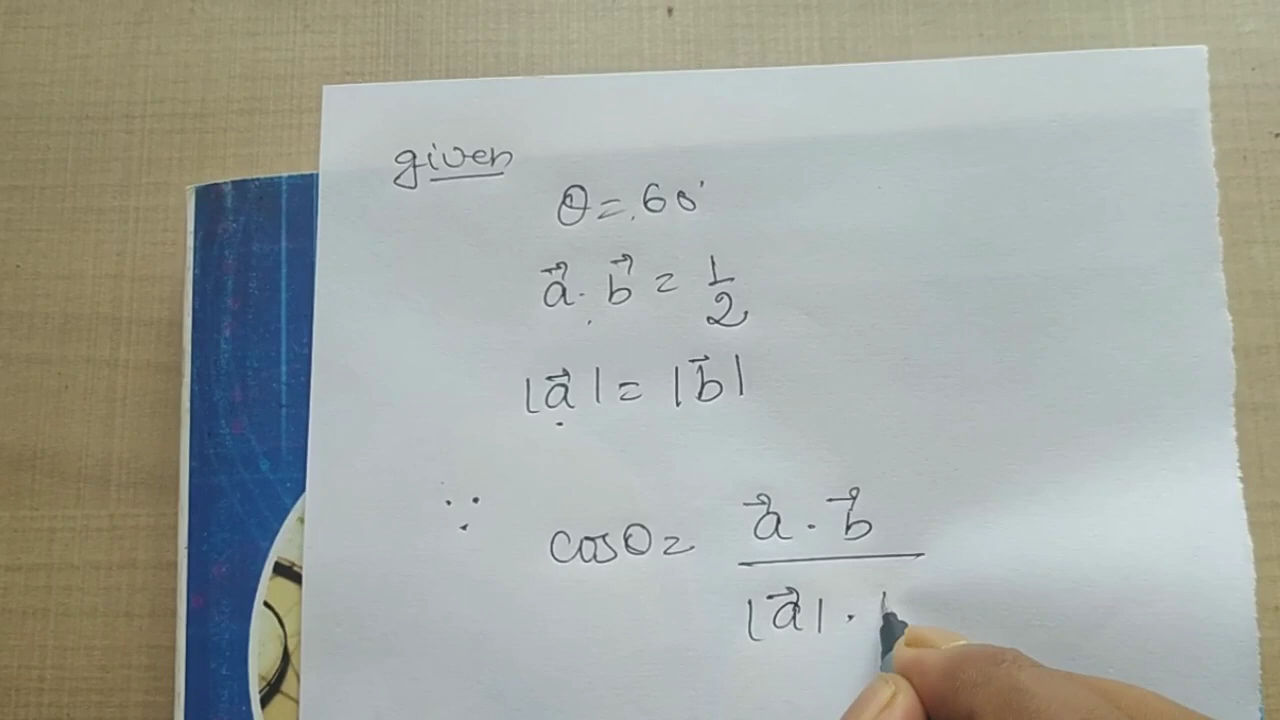 given
θ = 60°
a⃗ . b⃗ = 1/2
|a⃗| = |b⃗|
∵ cosθ = a⃗ . b⃗
|a⃗| . |